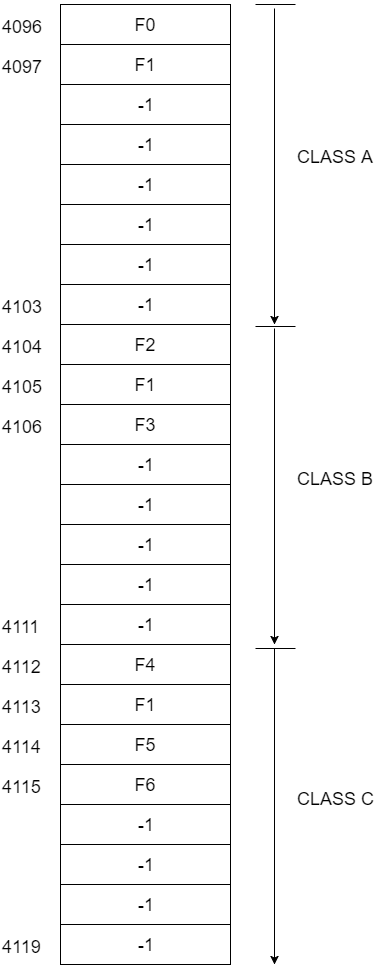 4096 F0
4097 F1
-1
-1
-1 CLASS A
-1
-1
4103 -1
4104 F2
4105 F1
4106 F3
-1
-1 CLASS B
-1
-1
4111 -1
4112 F4
4113 F1
4114 F5
4115 F6 CLASS C
-1
-1
-1
4119 -1